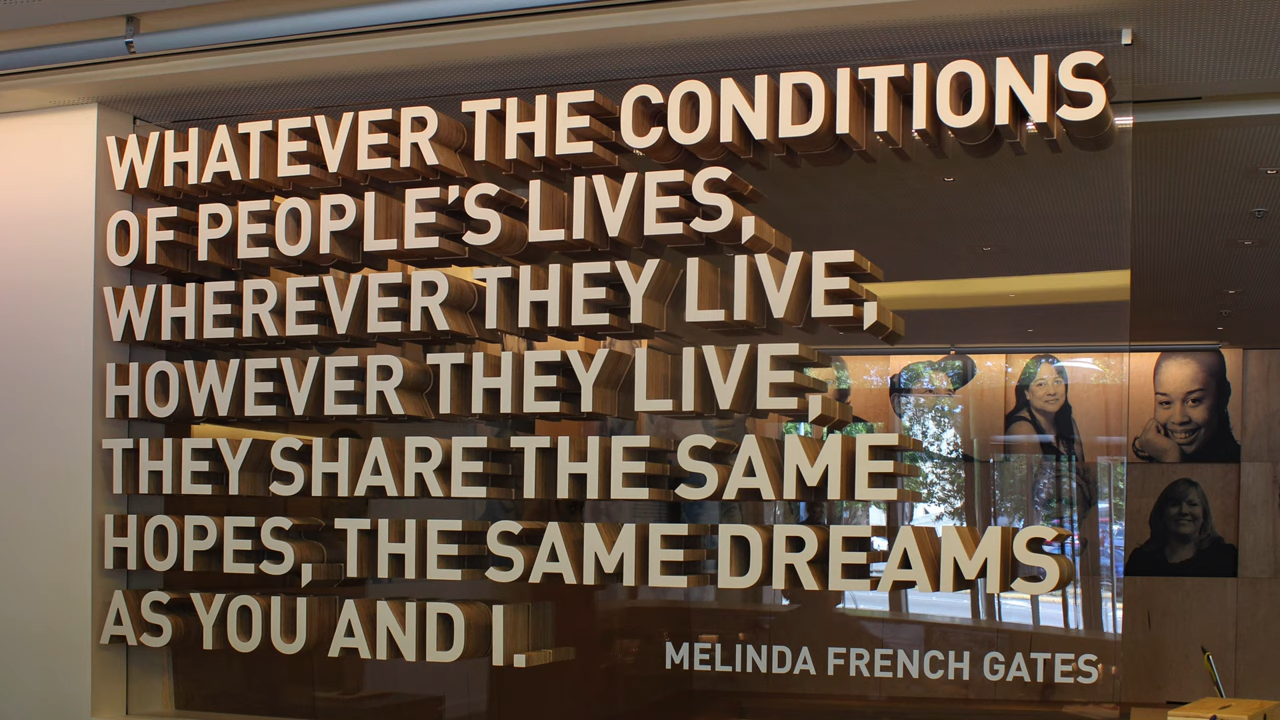 WHATEVER THE CONDITIONS
OF PEOPLE'S LIVES,
WHEREVER THEY LIVE,
HOWEVER THEY LIVE,
THEY SHARE THE SAME
HOPES, THE SAME DREAMS
AS YOU AND I.
MELINDA FRENCH GATES